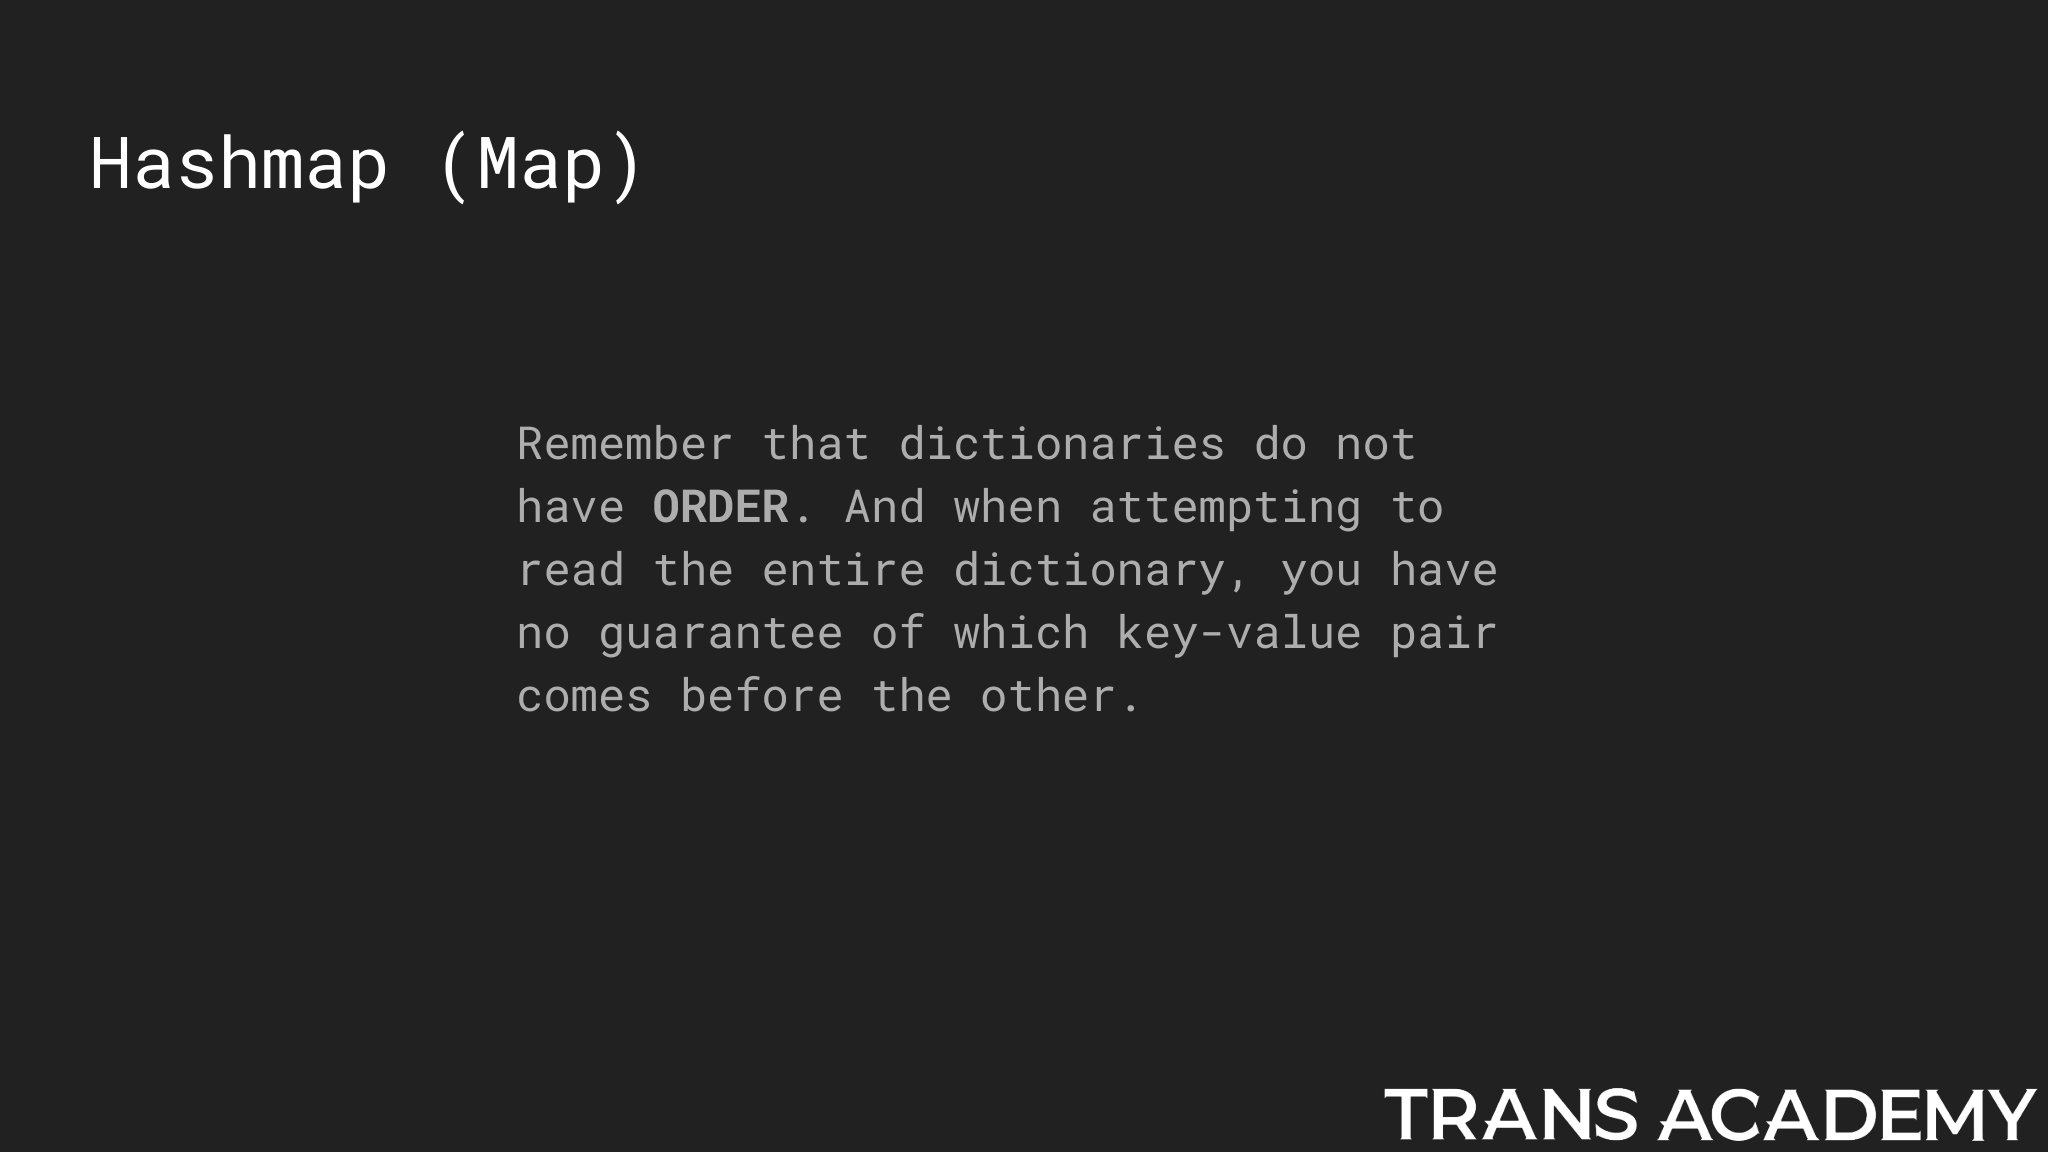 Hashmap (Map)
Remember that dictionaries do not
have ORDER. And when attempting to
read the entire dictionary, you have
no guarantee of which key-value pair
comes before the other.
TRANS ACADEMY